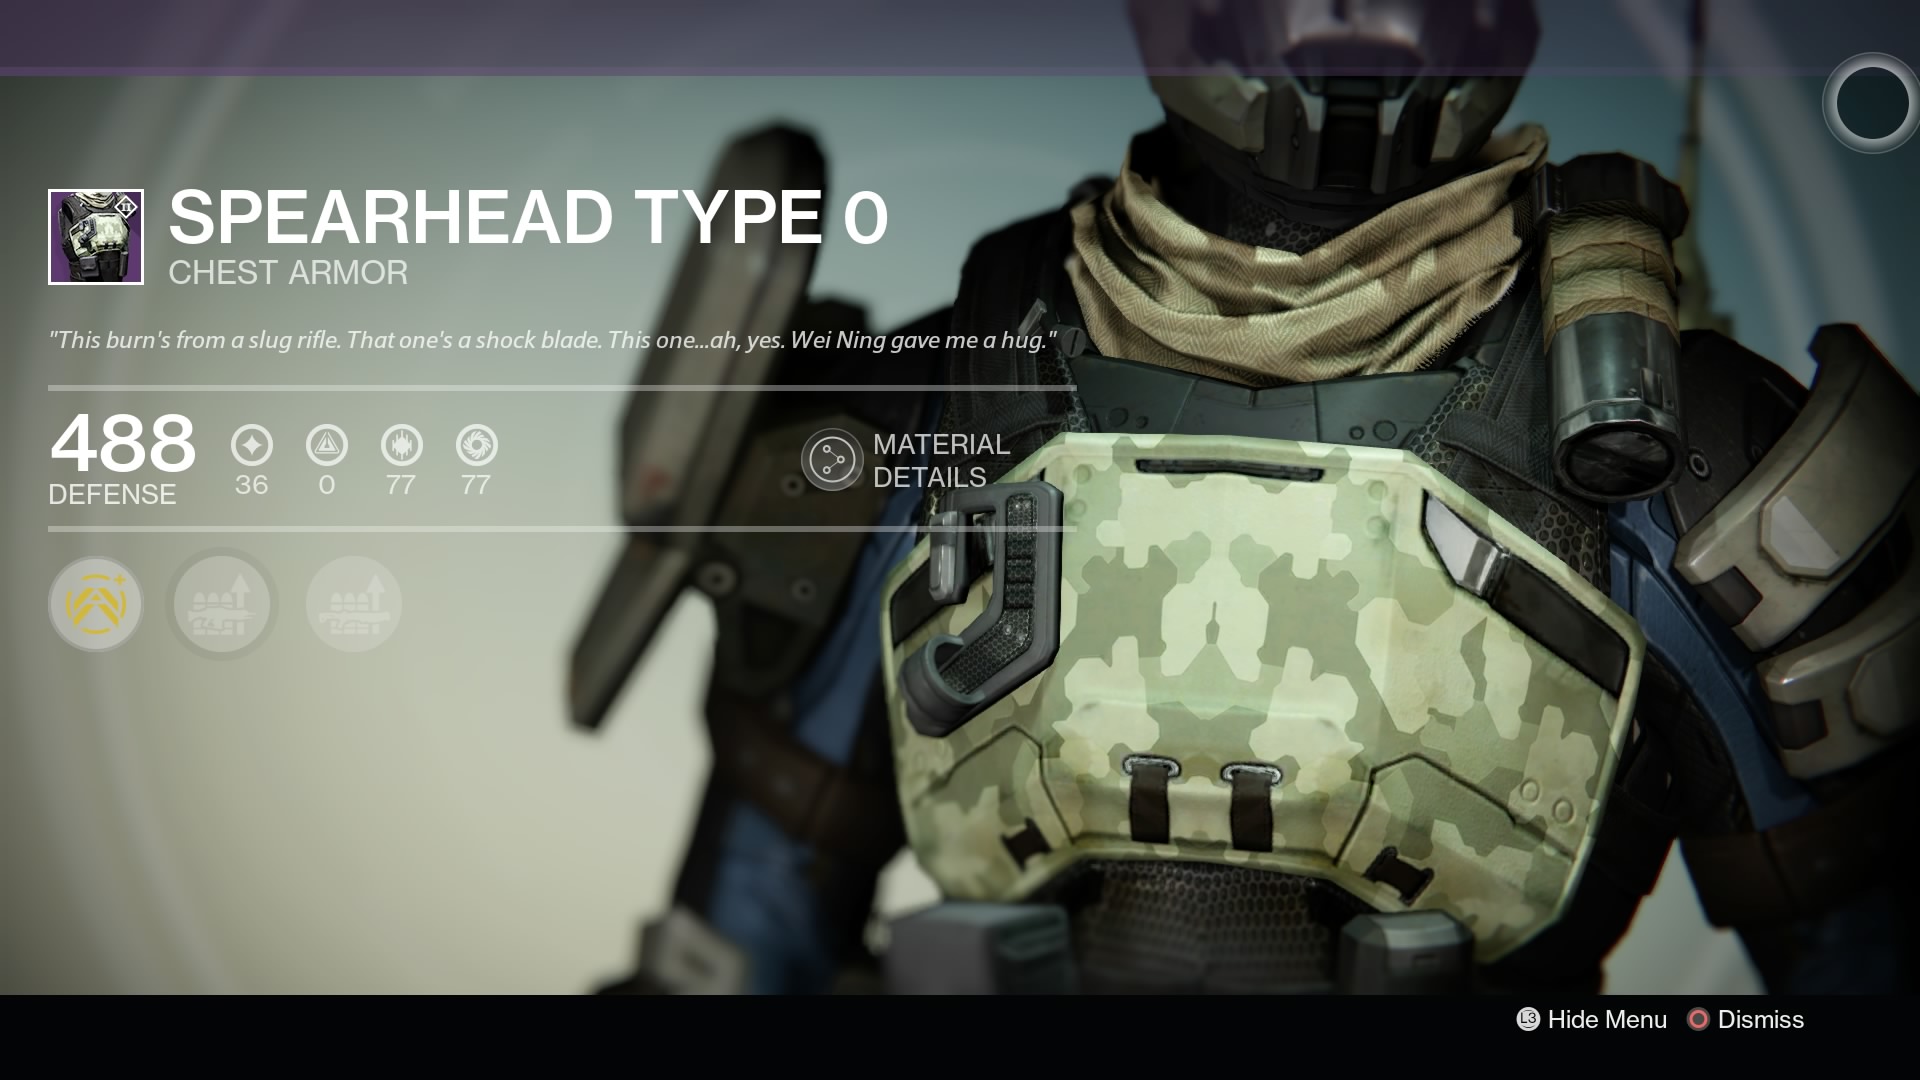 SPEARHEAD TYPE 0
CHEST ARMOR
"This burn's from a slug rifle. That one's a shock blade. This one...ah, yes. Wei Ning gave me a hug."
488
DEFENSE
36
0
77
77
MATERIAL
DETAILS
L3 Hide Menu
Dismiss